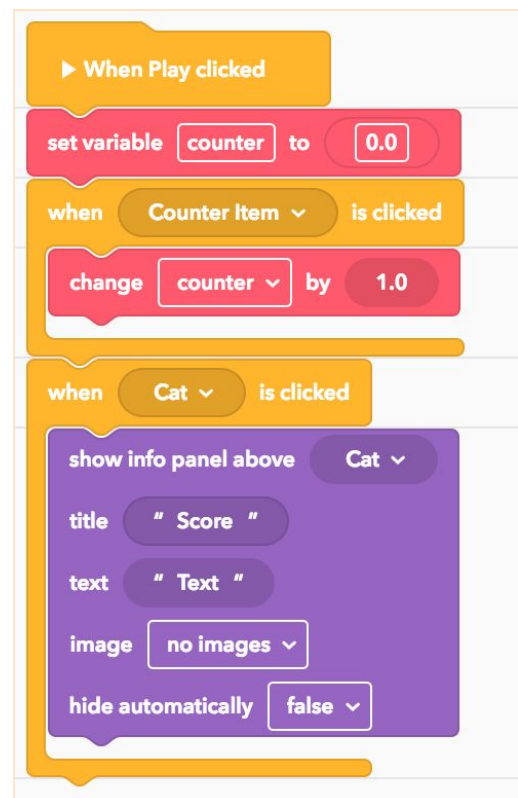 When Play clicked
set variable counter to 0.0
when Counter Item is clicked
change counter by 1.0
when Cat is clicked
show info panel above Cat
title " Score "
text " Text "
image no images
hide automatically false